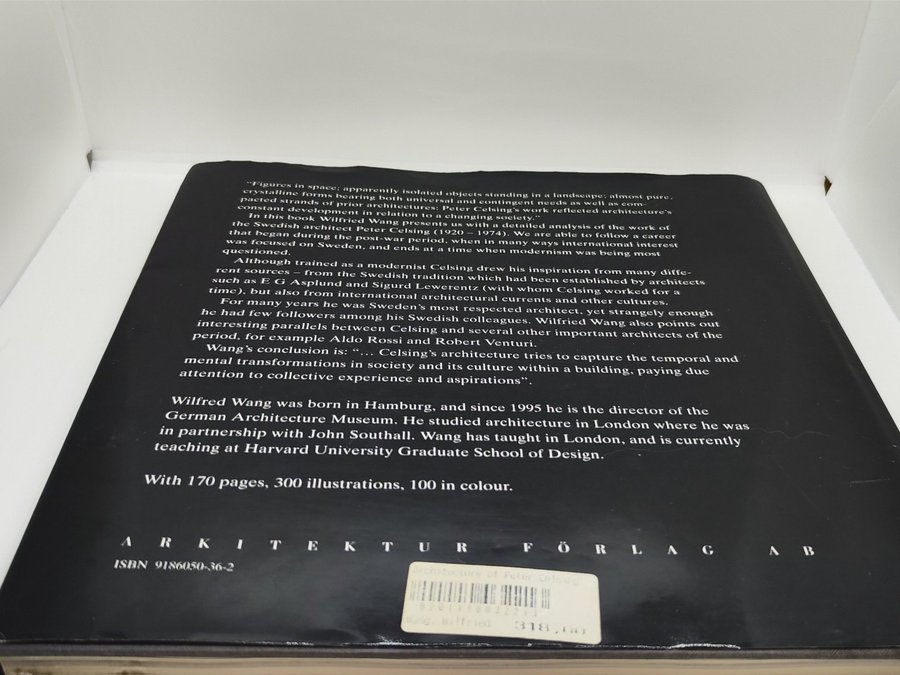 "Figures in space; apparently isolated objects standing in a landscape; almost pure,
crystalline forms bearing both universal and contingent needs as well as com-
pacted strands of prior architectures; Peter Celsing's work reflected architecture's
constant development in relation to a changing society."
In this book Wilfried Wang presents us with a detailed analysis of the work of
the Swedish architect Peter Celsing (1920 – 1974). We are able to follow a career
that began during the post-war period, when in many ways international interest
was focused on Sweden, and ends at a time when modernism was being most
questioned.
Although trained as a modernist Celsing drew his inspiration from many diffe-
rent sources – from the Swedish tradition which had been established by architects
such as E G Asplund and Sigurd Lewerentz (with whom Celsing worked for a
time), but also from international architectural currents and other cultures.
For many years he was Sweden's most respected architect, yet strangely enough
he had few followers among his Swedish colleagues. Wilfried Wang also points out
interesting parallels between Celsing and several other important architects of the
period, for example Aldo Rossi and Robert Venturi.
Wang's conclusion is: "... Celsing's architecture tries to capture the temporal and
mental transformations in society and its culture within a building, paying due
attention to collective experience and aspirations".
Wilfred Wang was born in Hamburg, and since 1995 he is the director of the
German Architecture Museum. He studied architecture in London where he was
in partnership with John Southall. Wang has taught in London, and is currently
teaching at Harvard University Graduate School of Design.
With 170 pages, 300 illustrations, 100 in colour.
ARKITEKTUR FÖRLAG AB
ISBN 9186050-36-2
Architecture of Peter Celsing
Wang, Wilfried 318,00